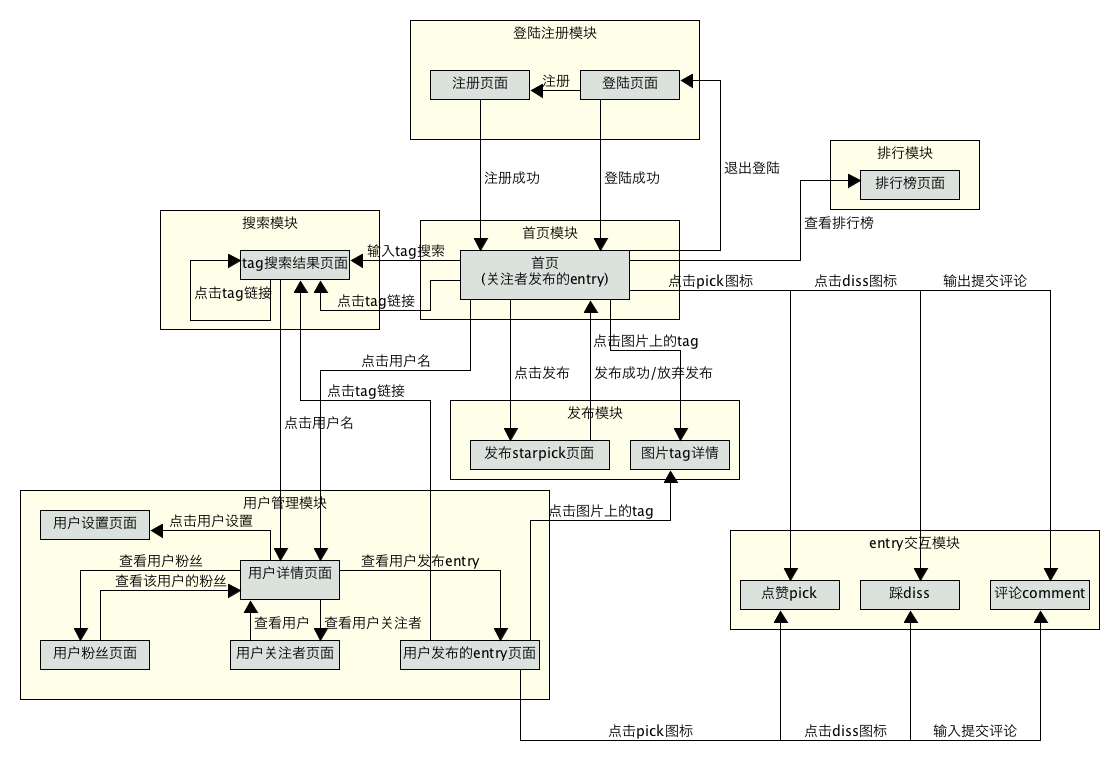 登陆注册模块
注册页面
注册
登陆页面
排行模块
排行榜页面
注册成功
登陆成功
退出登陆
查看排行榜
搜索模块
首页模块
输入tag搜索
tag搜索结果页面
首页
(关注者发布的entry)
点击tag链接
点击tag链接
点击pick图标
点击diss图标
输出提交评论
点击图片上的tag
点击用户名
点击发布
发布成功/放弃发布
点击tag链接
点击用户名
发布模块
发布starpick页面
图片tag详情
用户管理模块
点击图片上的tag
用户设置页面
点击用户设置
entry交互模块
查看用户粉丝
查看用户发布entry
用户详情页面
查看该用户的粉丝
点赞pick
踩diss
评论comment
查看用户
查看用户关注者
用户粉丝页面
用户关注者页面
用户发布的entry页面
点击pick图标
点击diss图标
输入提交评论